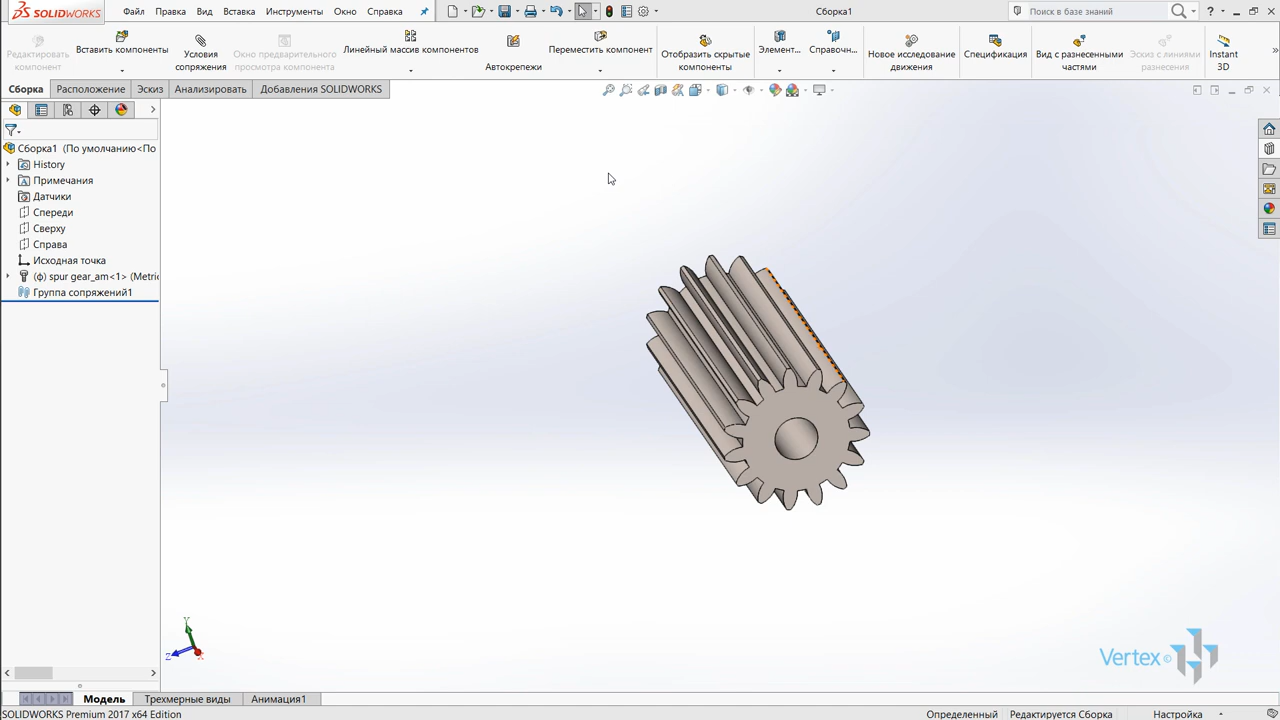 SOLIDWORKS
Файл Правка Вид Вставка Инструменты Окно Справка
Сборка1
Поиск в базе знаний
?
Редактировать компонент
Вставить компоненты
Условия сопряжения
Окно предварительного просмотра компонента
Линейный массив компонентов
Автокрепежи
Переместить компонент
Отобразить скрытые компоненты
Элемент...
Справочн...
Новое исследование движения
Спецификация
Вид с разнесенными частями
Эскиз с линиями разнесения
Instant 3D
Сборка Расположение Эскиз Анализировать Добавления SOLIDWORKS
Сборка1 (По умолчанию<По
History
Примечания
Датчики
Спереди
Сверху
Справа
Исходная точка
(ф) spur gear_am<1> (Metri
Группа сопряжений1
Y
Z
X
Vertex ©
Модель Трехмерные виды Анимация1
SOLIDWORKS Premium 2017 x64 Edition
Определенный Редактируется Сборка Настройка